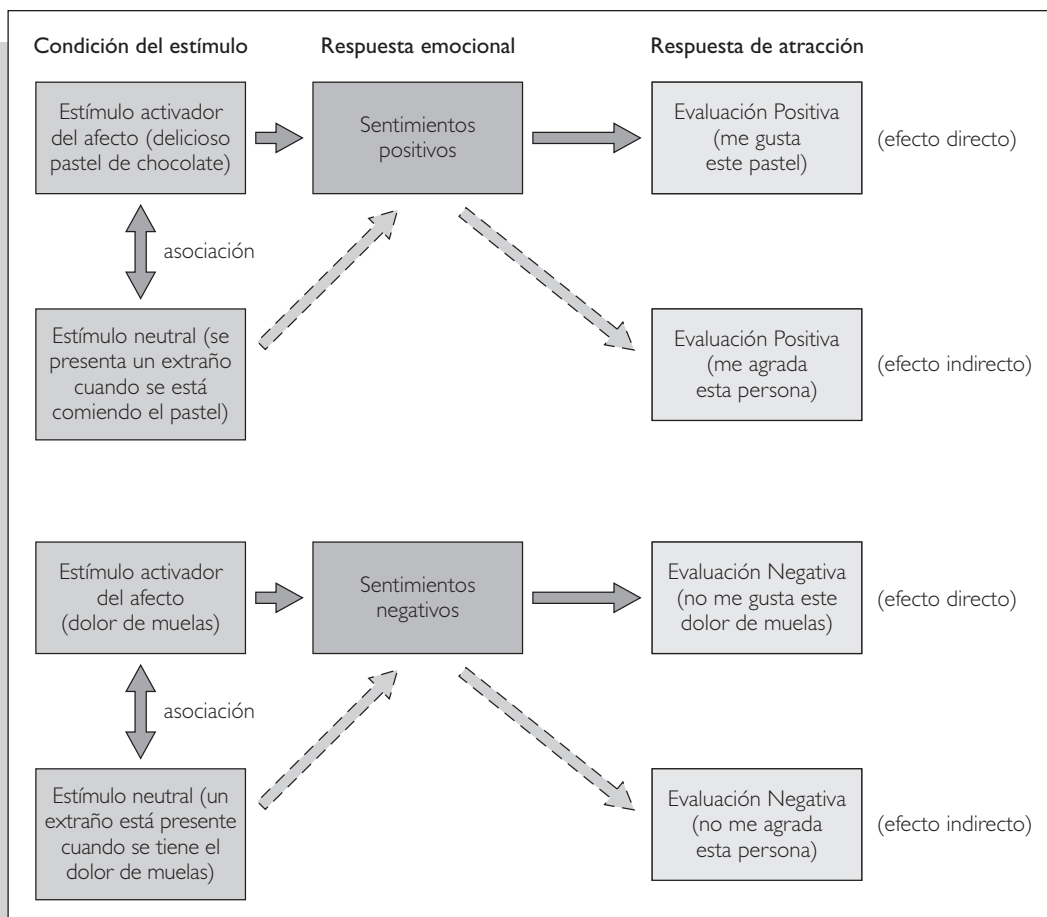 Condición del estímulo
Respuesta emocional
Respuesta de atracción
Estímulo activador
del afecto (delicioso
pastel de chocolate)
Sentimientos
positivos
Evaluación Positiva
(me gusta
este pastel)
(efecto directo)
asociación
Estímulo neutral (se
presenta un extraño
cuando se está
comiendo el pastel)
Evaluación Positiva
(me agrada
esta persona)
(efecto indirecto)
Estímulo activador
del afecto
(dolor de muelas)
Sentimientos
negativos
Evaluación Negativa
(no me gusta este
dolor de muelas)
(efecto directo)
asociación
Estímulo neutral (un
extraño está presente
cuando se tiene el
dolor de muelas)
Evaluación Negativa
(no me agrada
esta persona)
(efecto indirecto)